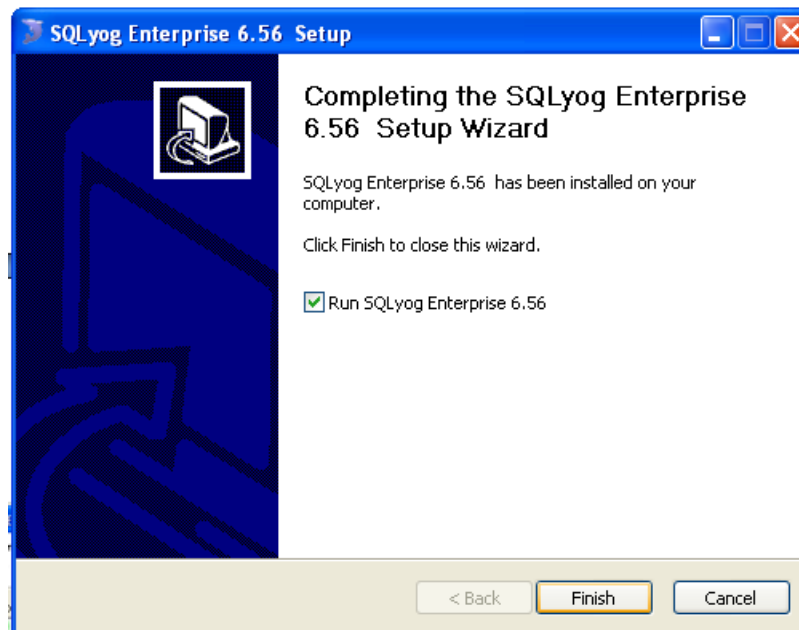 SQLyog Enterprise 6.56 Setup
Completing the SQLyog Enterprise
6.56 Setup Wizard
SQLyog Enterprise 6.56 has been installed on your
computer.
Click Finish to close this wizard.
Run SQLyog Enterprise 6.56
< Back Finish Cancel